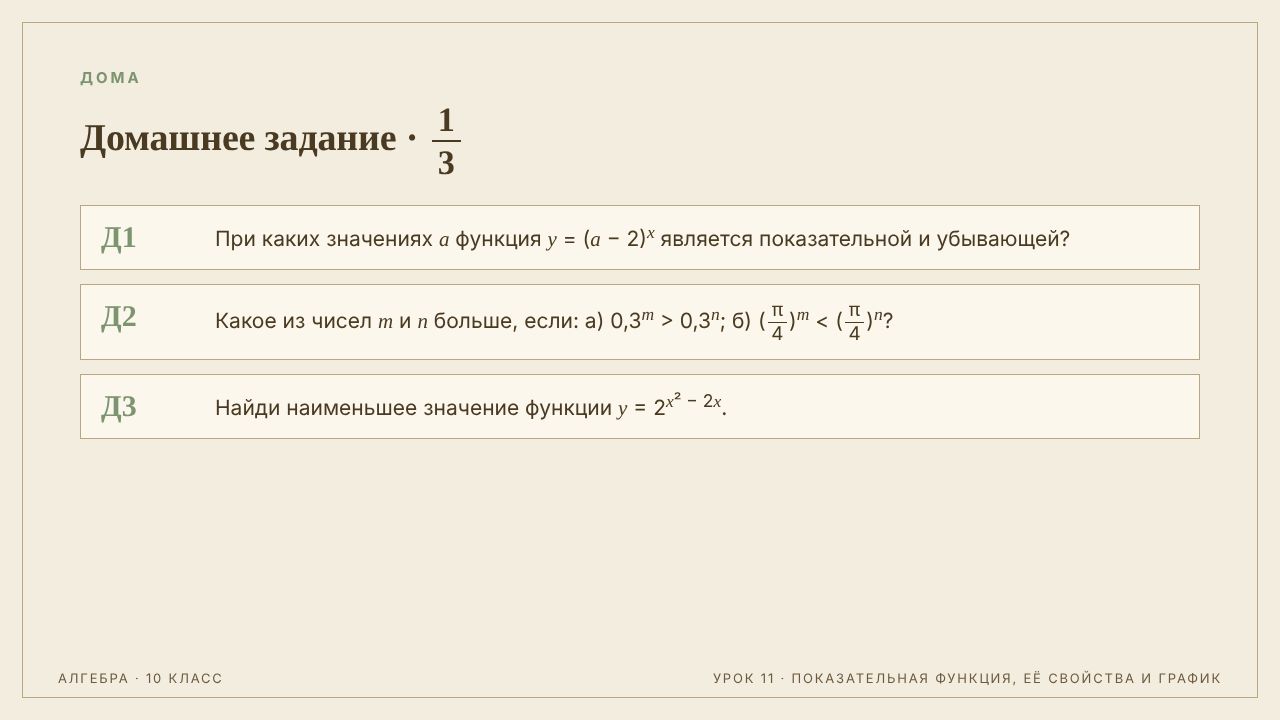 ДОМА
Домашнее задание · 1/3
Д1 При каких значениях a функция y = (a − 2)^x является показательной и убывающей?
Д2 Какое из чисел m и n больше, если: а) 0,3^m > 0,3^n; б) (π/4)^m < (π/4)^n?
Д3 Найди наименьшее значение функции y = 2^(x² − 2x).
АЛГЕБРА · 10 КЛАСС
УРОК 11 · ПОКАЗАТЕЛЬНАЯ ФУНКЦИЯ, ЕЁ СВОЙСТВА И ГРАФИК